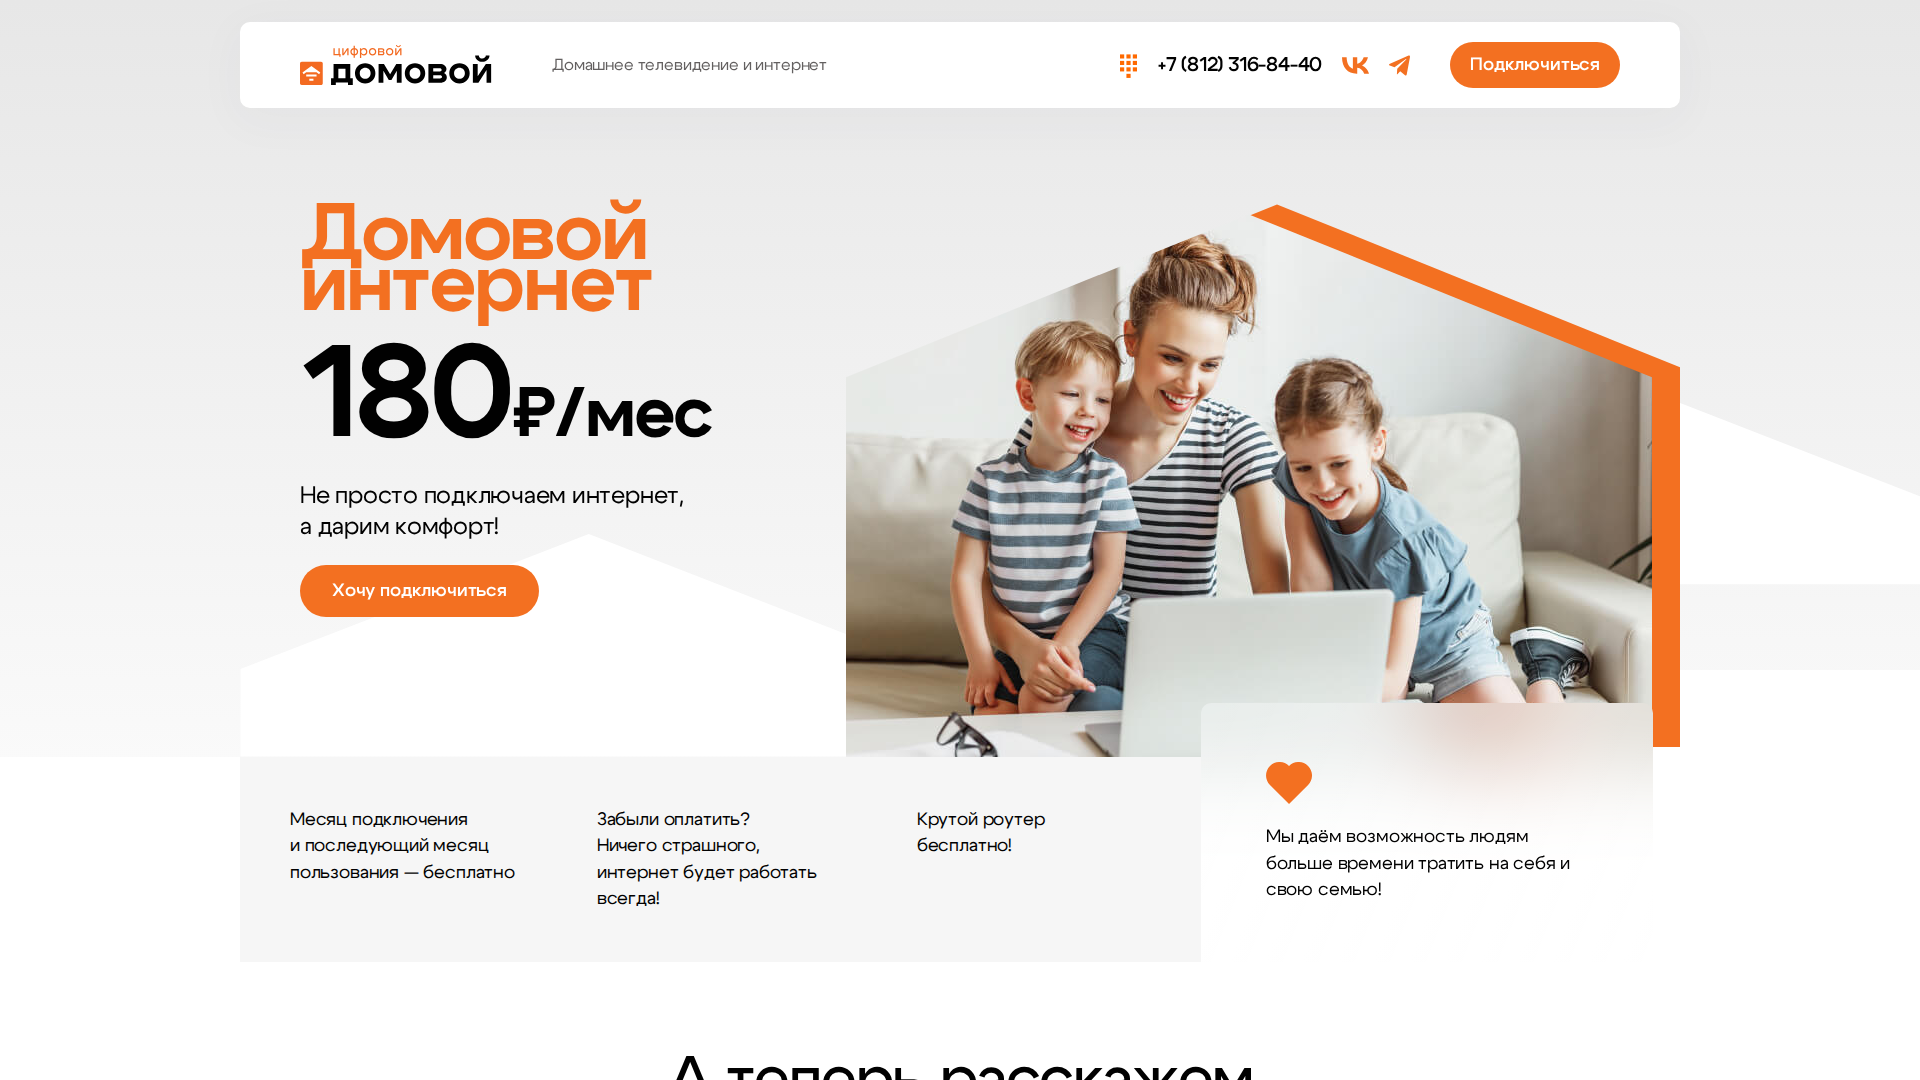 цифровой
домовой
Домашнее телевидение и интернет
+7 (812) 316-84-40
Подключиться
Домовой
интернет
180₽/мес
Не просто подключаем интернет,
а дарим комфорт!
Хочу подключиться
Месяц подключения
и последующий месяц
пользования — бесплатно
Забыли оплатить?
Ничего страшного,
интернет будет работать
всегда!
Крутой роутер
бесплатно!
Мы даём возможность людям
больше времени тратить на себя и
свою семью!
А теперь расскажем